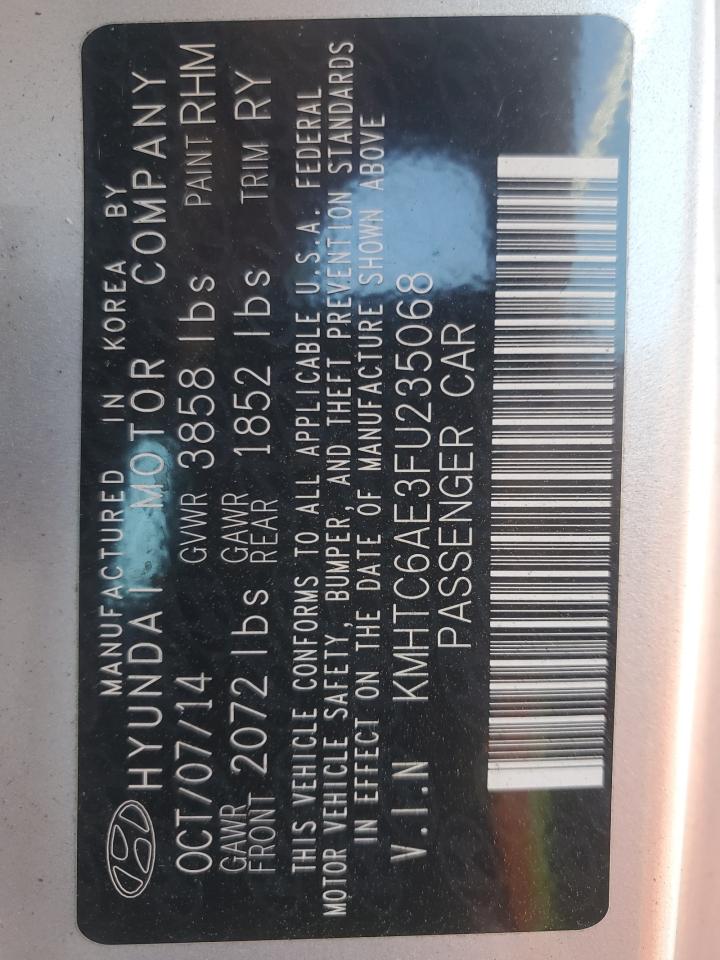 MANUFACTURED IN KOREA BY
HYUNDAI MOTOR COMPANY
OCT/07/14 GVWR 3858 lbs PAINT RHM
GAWR FRONT 2072 lbs GAWR REAR 1852 lbs TRIM RY
THIS VEHICLE CONFORMS TO ALL APPLICABLE U.S.A. FEDERAL
MOTOR VEHICLE SAFETY, BUMPER, AND THEFT PREVENTION STANDARDS
IN EFFECT ON THE DATE OF MANUFACTURE SHOWN ABOVE
V.I.N KMHTC6AE3FU235068
PASSENGER CAR